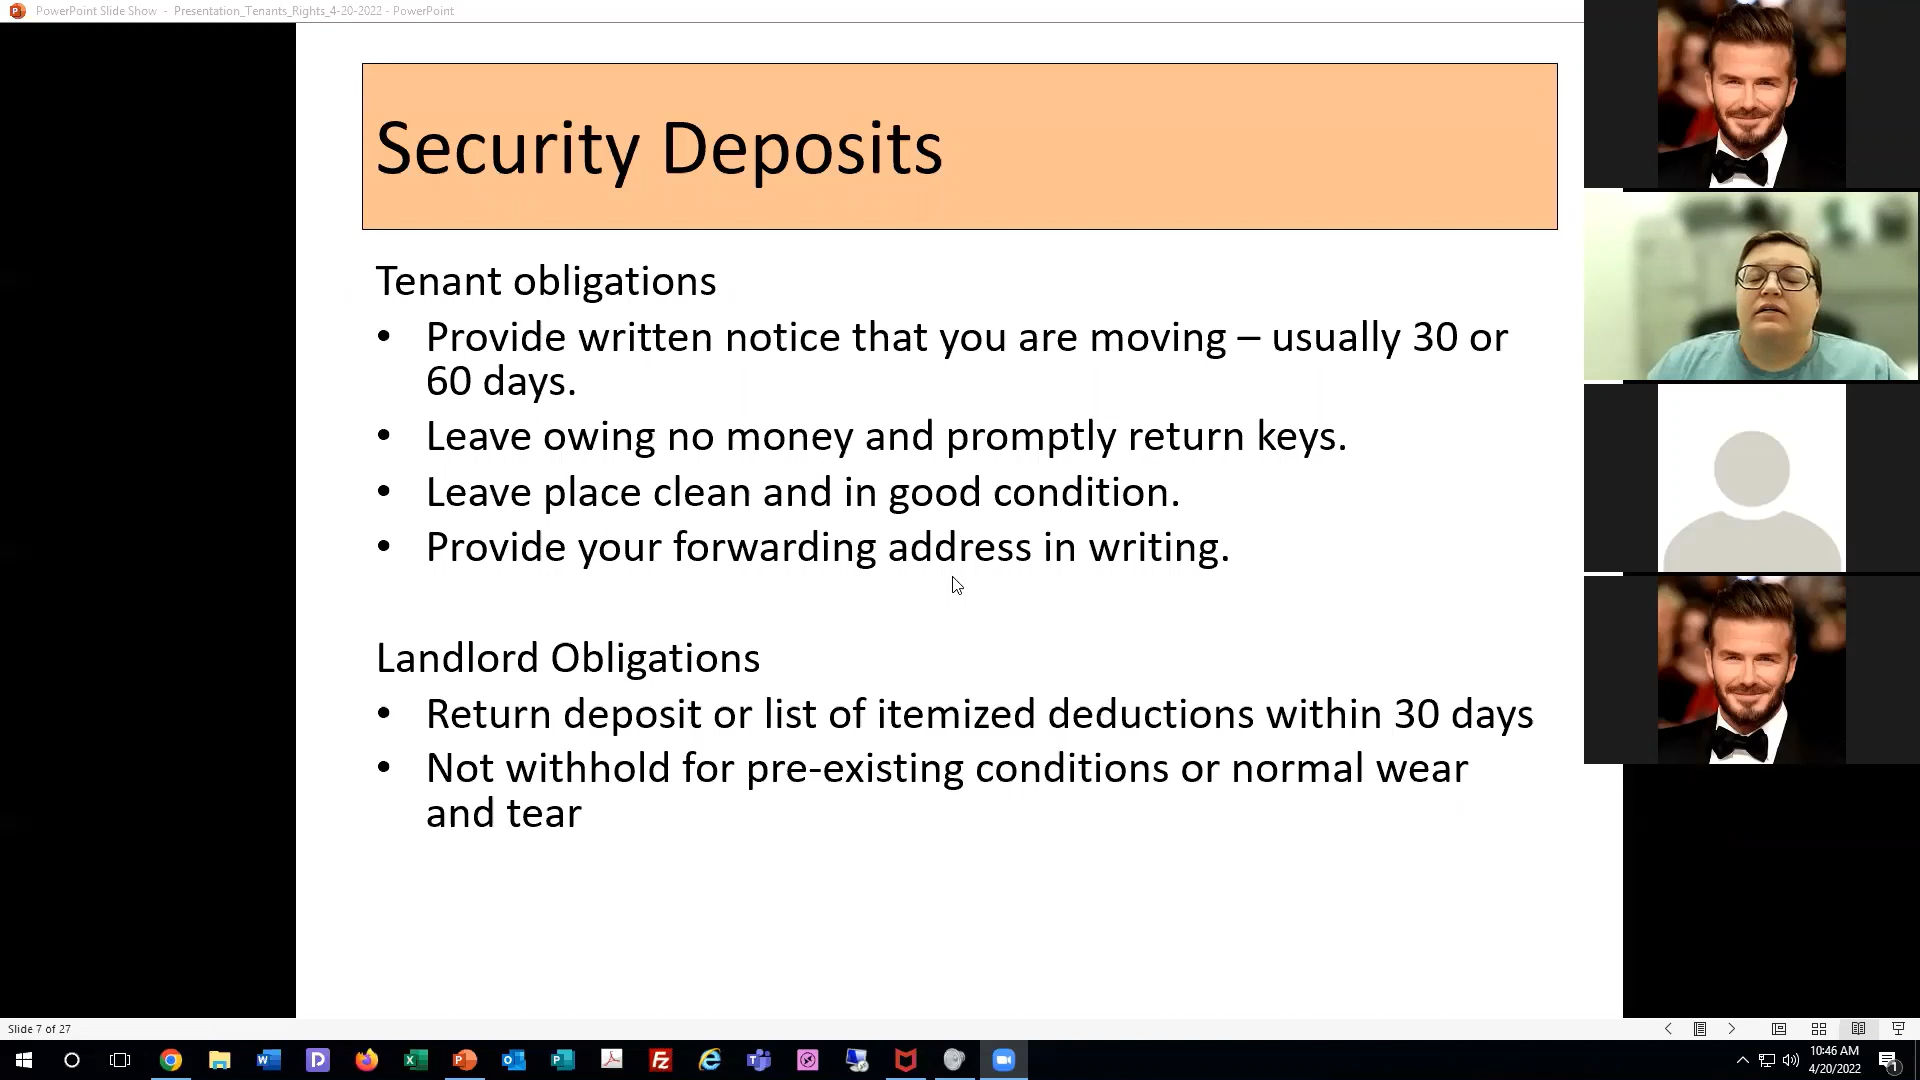 PowerPoint Slide Show - Presentation_Tenants_Rights_4-20-2022 - PowerPoint
Security Deposits
Tenant obligations
• Provide written notice that you are moving – usually 30 or
60 days.
• Leave owing no money and promptly return keys.
• Leave place clean and in good condition.
• Provide your forwarding address in writing.
Landlord Obligations
• Return deposit or list of itemized deductions within 30 days
• Not withhold for pre-existing conditions or normal wear
and tear
Slide 7 of 27
10:46 AM
4/20/2022
1